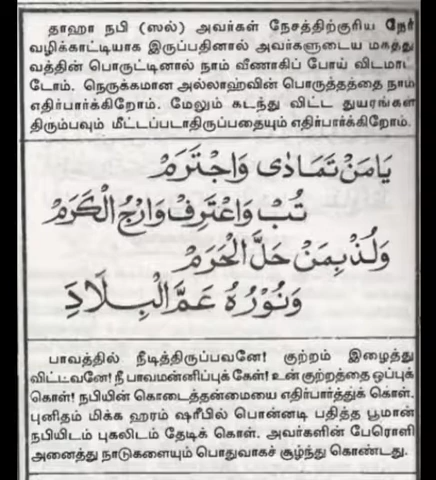 தாஹா நபி (ஸல்) அவர்கள் நேசத்திற்குரிய நேர்
வழிகாட்டியாக இருப்பதினால் அவர்களுடைய மகத்து
வத்தின் பொருட்டினால் நாம் வீணாகிப் போய் விடமாட்
டோம். நெருக்கமான அல்லாஹ்வின் பொருத்தத்தை நாம்
எதிர்பார்க்கிறோம். மேலும் கடந்து விட்ட துயரங்கள்
திரும்பவும் மீட்டப்படாதிருப்பதையும் எதிர்பார்க்கிறோம்.
يَامَنْ تَمَادٰى وَاجْتَرَمْ
تُبْ وَاعْتَرِفْ وَارْجُ الْكَرَمْ
وَلُذْ بِمَنْ حَلَّ الْحَرَمْ
وَنُوْرُهُ عَمَّ الْبِلَادِ
பாவத்தில் நீடித்திருப்பவனே! குற்றம் இழைத்து
விட்டவனே! நீ பாவமன்னிப்புக் கேள்! உன் குற்றத்தை ஒப்புக்
கொள்! நபியின் கொடைத்தன்மையை எதிர்பார்த்துக் கொள்.
புனிதம் மிக்க ஹரம் ஷரீபில் பொன்னடி பதித்த பூமான்
நபியிடம் புகலிடம் தேடிக் கொள். அவர்களின் பேரொளி
அனைத்து நாடுகளையும் பொதுவாகச் சூழ்ந்து கொண்டது.